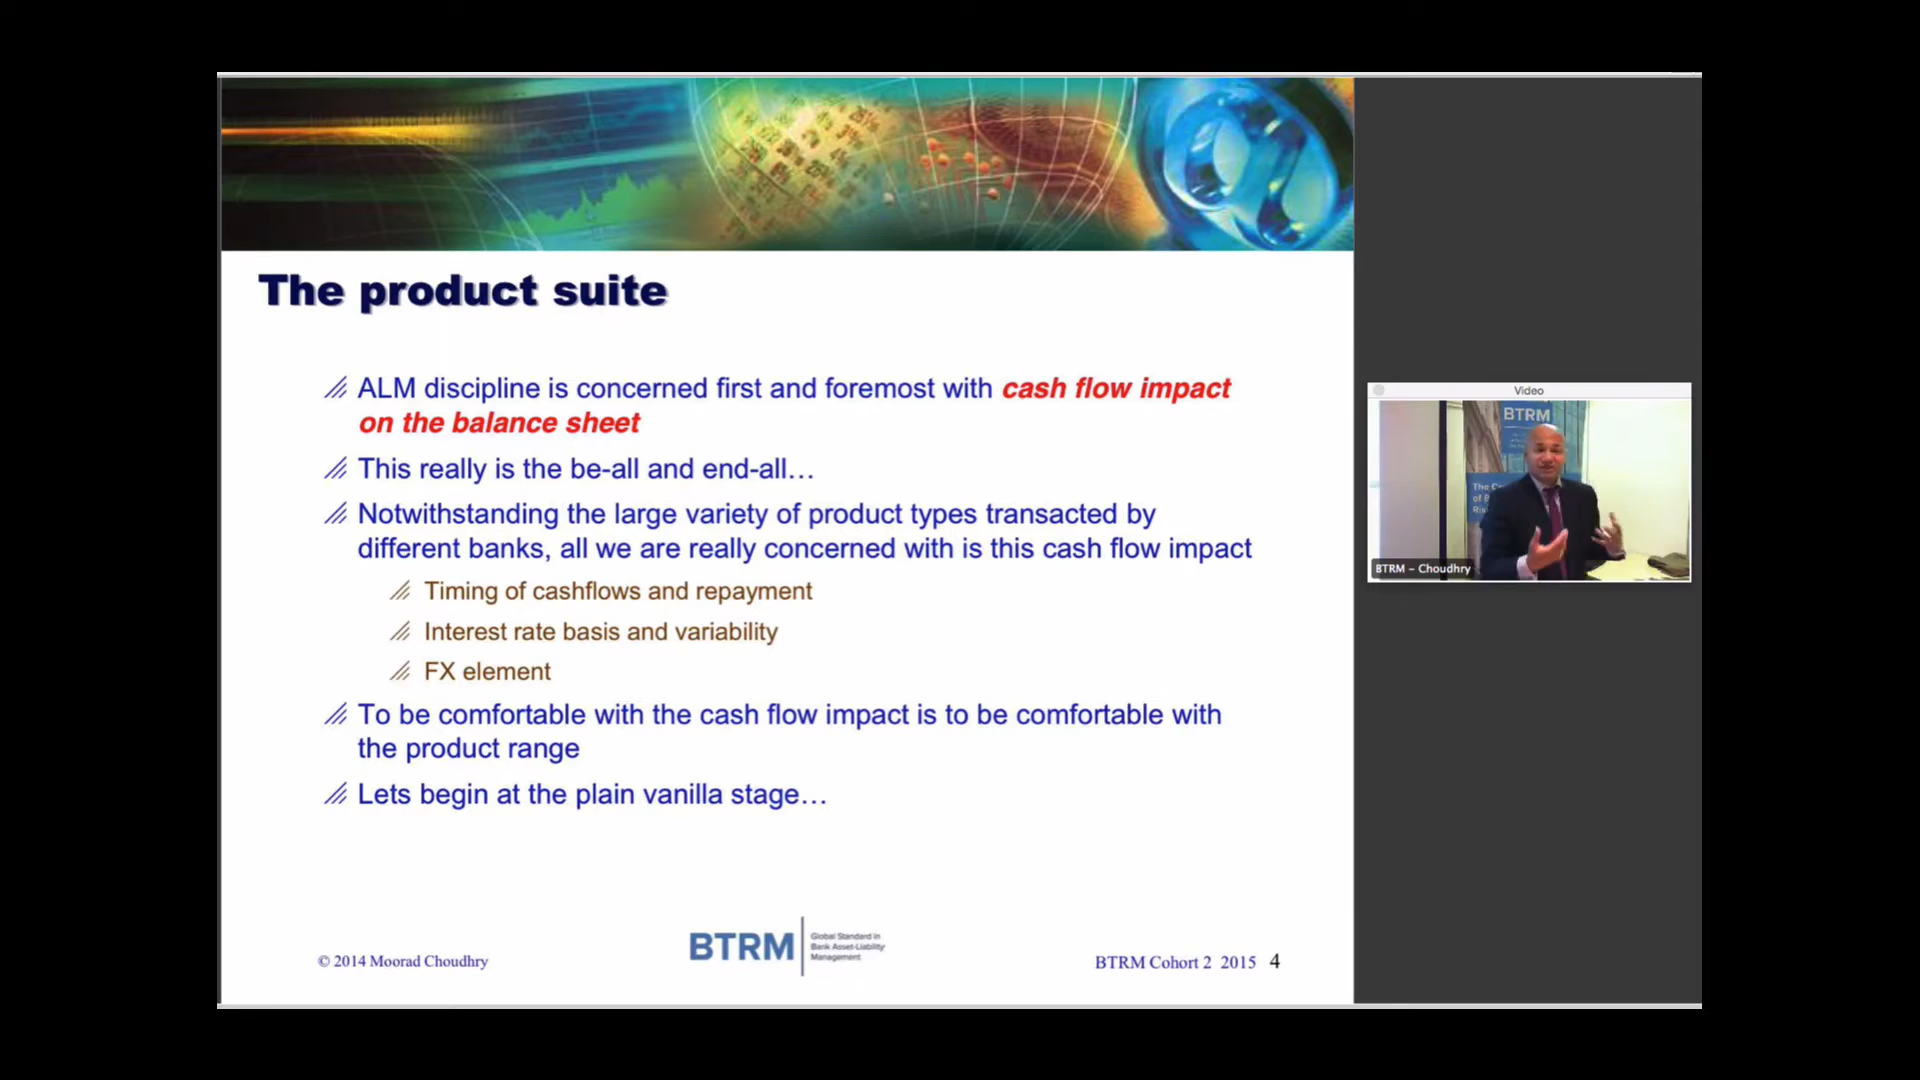 The product suite
ALM discipline is concerned first and foremost with cash flow impact
on the balance sheet
This really is the be-all and end-all…
Notwithstanding the large variety of product types transacted by
different banks, all we are really concerned with is this cash flow impact
Timing of cashflows and repayment
Interest rate basis and variability
FX element
To be comfortable with the cash flow impact is to be comfortable with
the product range
Lets begin at the plain vanilla stage…
© 2014 Moorad Choudhry
BTRM
Global Standard in
Bank Asset-Liability
Management
BTRM Cohort 2 2015 4
Video
BTRM
The
of
BTRM – Choudhry